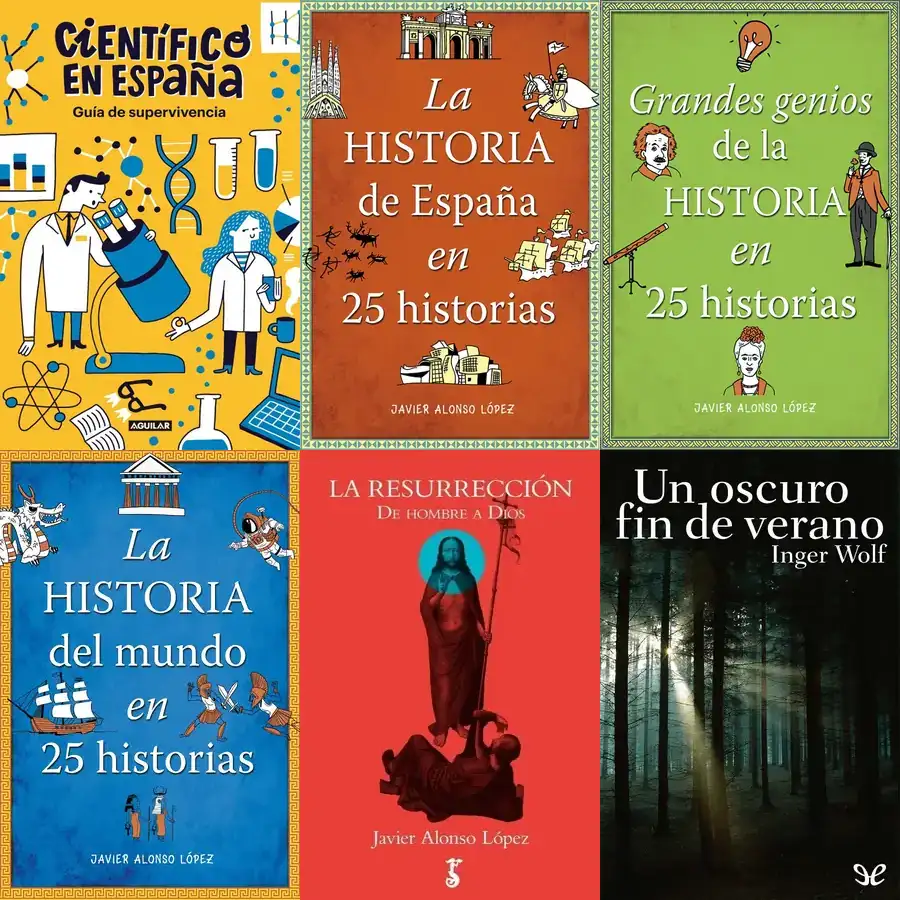 CIENTÍFICO
EN ESPAÑA
Guía de supervivencia
AGUILAR
La
HISTORIA
de España
en
25 historias
JAVIER ALONSO LÓPEZ
Grandes genios
de la
HISTORIA
en
25 historias
JAVIER ALONSO LÓPEZ
La
HISTORIA
del mundo
en
25 historias
JAVIER ALONSO LÓPEZ
LA RESURRECCIÓN
DE HOMBRE A DIOS
Javier Alonso López
Un oscuro
fin de verano
Inger Wolf